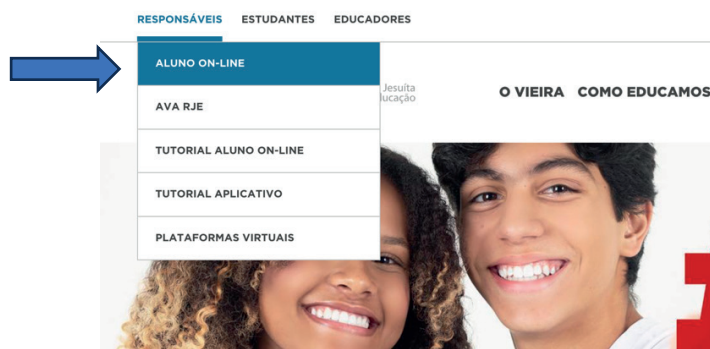 RESPONSÁVEIS ESTUDANTES EDUCADORES
ALUNO ON-LINE
Jesuíta
ucação
O VIEIRA COMO EDUCAMOS
AVA RJE
TUTORIAL ALUNO ON-LINE
TUTORIAL APLICATIVO
PLATAFORMAS VIRTUAIS